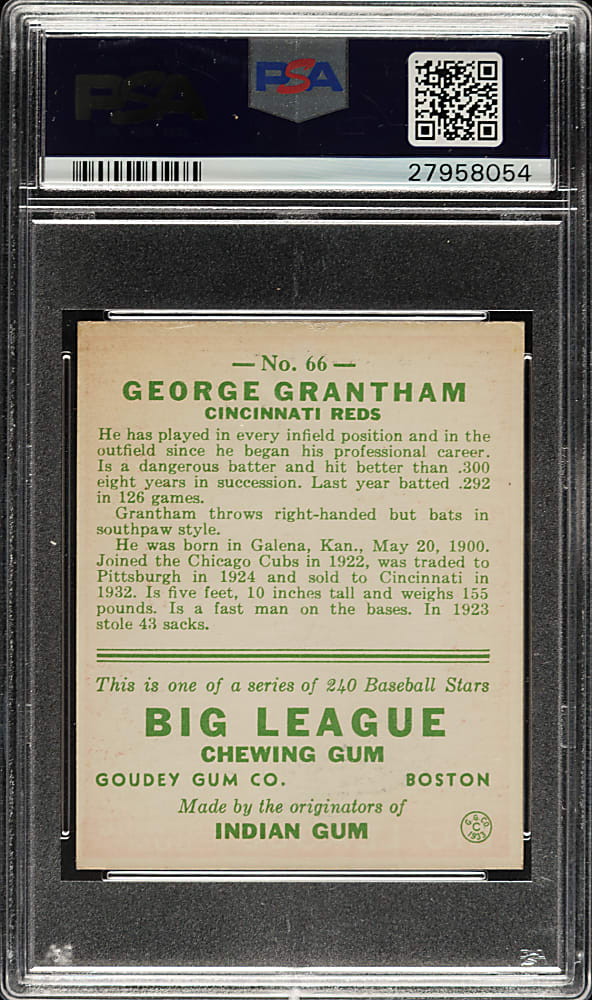 PSA
PSA
27958054
— No. 66 —
GEORGE GRANTHAM
CINCINNATI REDS
He has played in every infield position and in the
outfield since he began his professional career.
Is a dangerous batter and hit better than .300
eight years in succession. Last year batted .292
in 126 games.
Grantham throws right-handed but bats in
southpaw style.
He was born in Galena, Kan., May 20, 1900.
Joined the Chicago Cubs in 1922, was traded to
Pittsburgh in 1924 and sold to Cincinnati in
1932. Is five feet, 10 inches tall and weighs 155
pounds. Is a fast man on the bases. In 1923
stole 43 sacks.
This is one of a series of 240 Baseball Stars
BIG LEAGUE
CHEWING GUM
GOUDEY GUM CO. BOSTON
Made by the originators of
INDIAN GUM
G. G. CO.
C
1933